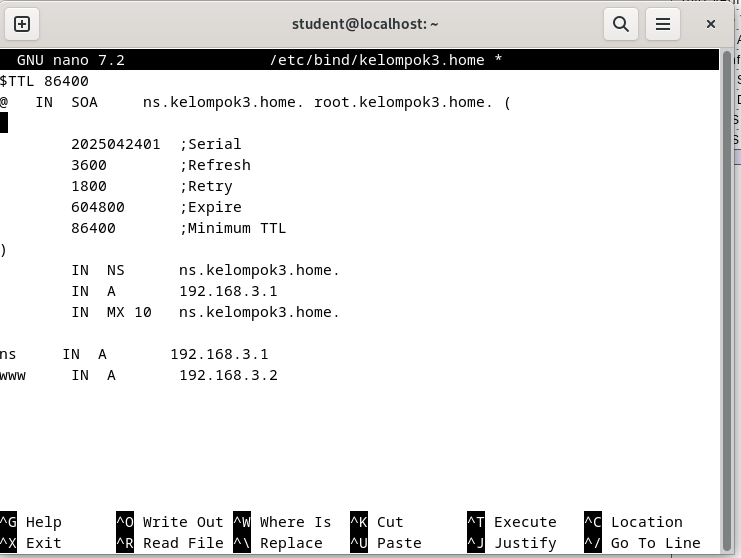 student@localhost: ~
GNU nano 7.2 /etc/bind/kelompok3.home *
$TTL 86400
@ IN SOA ns.kelompok3.home. root.kelompok3.home. (
2025042401 ;Serial
3600 ;Refresh
1800 ;Retry
604800 ;Expire
86400 ;Minimum TTL
)
IN NS ns.kelompok3.home.
IN A 192.168.3.1
IN MX 10 ns.kelompok3.home.
ns IN A 192.168.3.1
www IN A 192.168.3.2
^G Help ^O Write Out ^W Where Is ^K Cut ^T Execute ^C Location
^X Exit ^R Read File ^\ Replace ^U Paste ^J Justify ^/ Go To Line